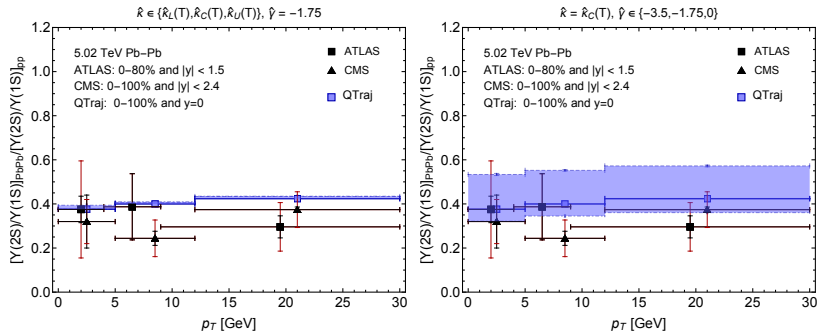 κ̂ ∈ {κ̂_L(T),κ̂_C(T),κ̂_U(T)}, γ̂ = −1.75
1.2
1.0
0.8
0.6
0.4
0.2
0.0
[Υ(2S)/Υ(1S)]_PbPb/[Υ(2S)/Υ(1S)]_pp
5.02 TeV Pb−Pb
ATLAS: 0−80% and |y| < 1.5
CMS: 0−100% and |y| < 2.4
QTraj: 0−100% and y=0
ATLAS
CMS
QTraj
0 5 10 15 20 25 30
p_T [GeV]
κ̂ = κ̂_C(T), γ̂ ∈ {−3.5,−1.75,0}
1.2
1.0
0.8
0.6
0.4
0.2
0.0
[Υ(2S)/Υ(1S)]_PbPb/[Υ(2S)/Υ(1S)]_pp
5.02 TeV Pb−Pb
ATLAS: 0−80% and |y| < 1.5
CMS: 0−100% and |y| < 2.4
QTraj: 0−100% and y=0
ATLAS
CMS
QTraj
0 5 10 15 20 25 30
p_T [GeV]